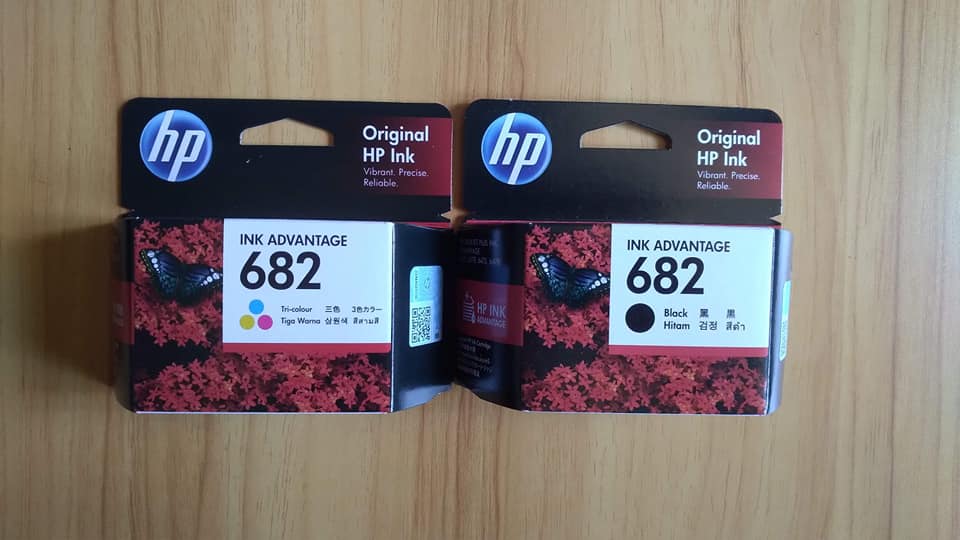 hp
Original
HP Ink
Vibrant. Precise.
Reliable.
INK ADVANTAGE
682
Tri-colour 三色 3色カラー
Tiga Warna 삼원색 สีสามสี
hp
Original
HP Ink
Vibrant. Precise.
Reliable.
HP INK
ADVANTAGE
INK ADVANTAGE
682
Black 黑 黒
Hitam 검정 สีดำ